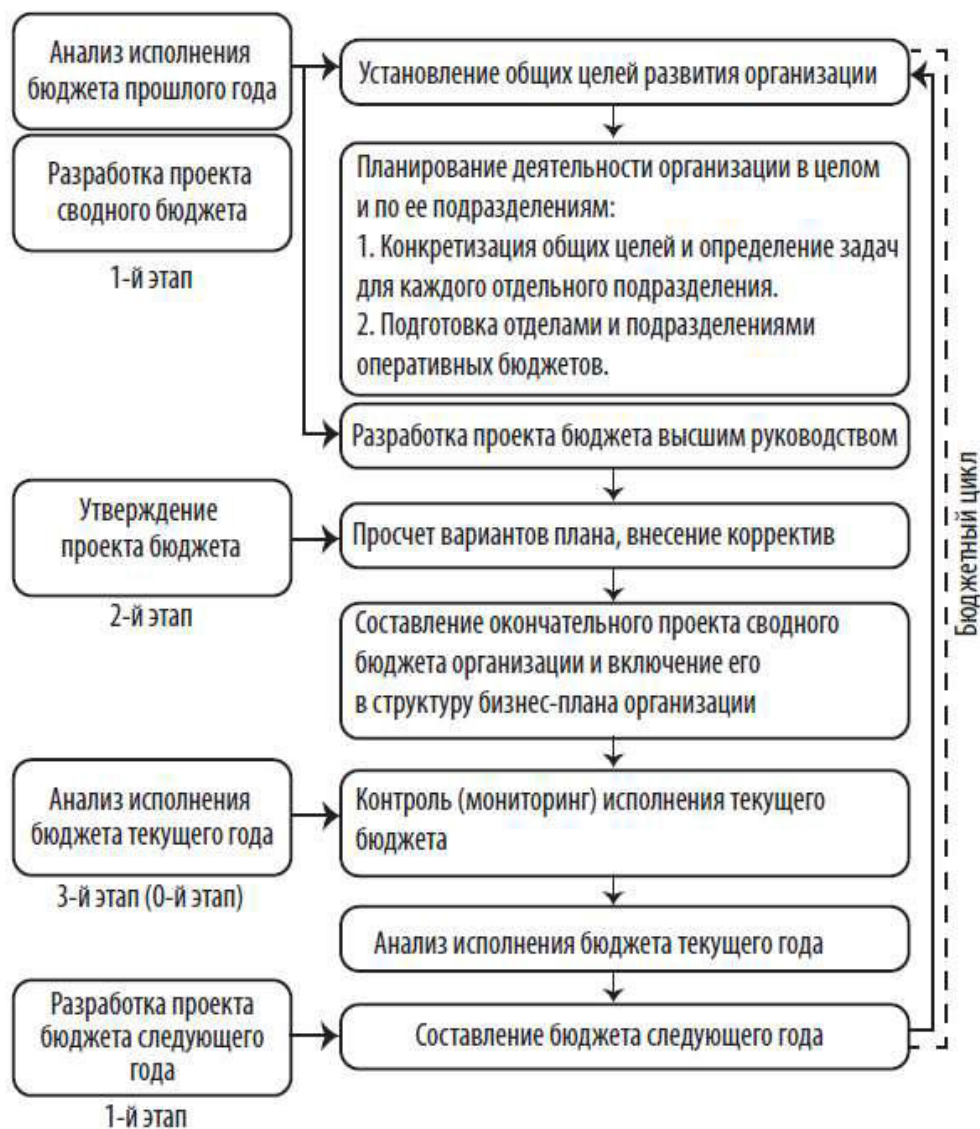 Анализ исполнения
бюджета прошлого года
Разработка проекта
сводного бюджета
1-й этап
Установление общих целей развития организации
Планирование деятельности организации в целом
и по ее подразделениям:
1. Конкретизация общих целей и определение задач
для каждого отдельного подразделения.
2. Подготовка отделами и подразделениями
оперативных бюджетов.
Разработка проекта бюджета высшим руководством
Утверждение
проекта бюджета
2-й этап
Просчет вариантов плана, внесение корректив
Составление окончательного проекта сводного
бюджета организации и включение его
в структуру бизнес-плана организации
Анализ исполнения
бюджета текущего года
3-й этап (0-й этап)
Контроль (мониторинг) исполнения текущего
бюджета
Анализ исполнения бюджета текущего года
Разработка проекта
бюджета следующего
года
1-й этап
Составление бюджета следующего года
Бюджетный цикл